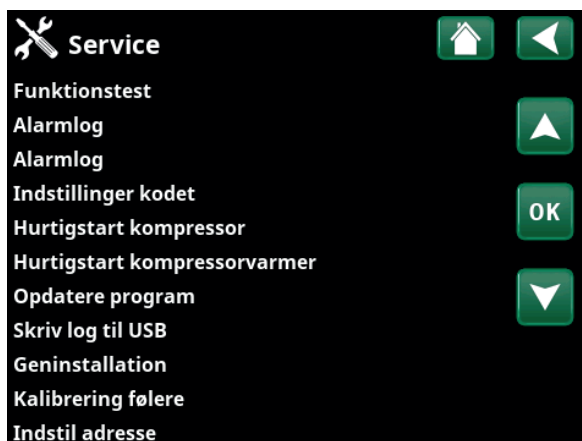 Service
Funktionstest
Alarmlog
Alarmlog
Indstillinger kodet
OK
Hurtigstart kompressor
Hurtigstart kompressorvarmer
Opdatere program
Skriv log til USB
Geninstallation
Kalibrering følere
Indstil adresse